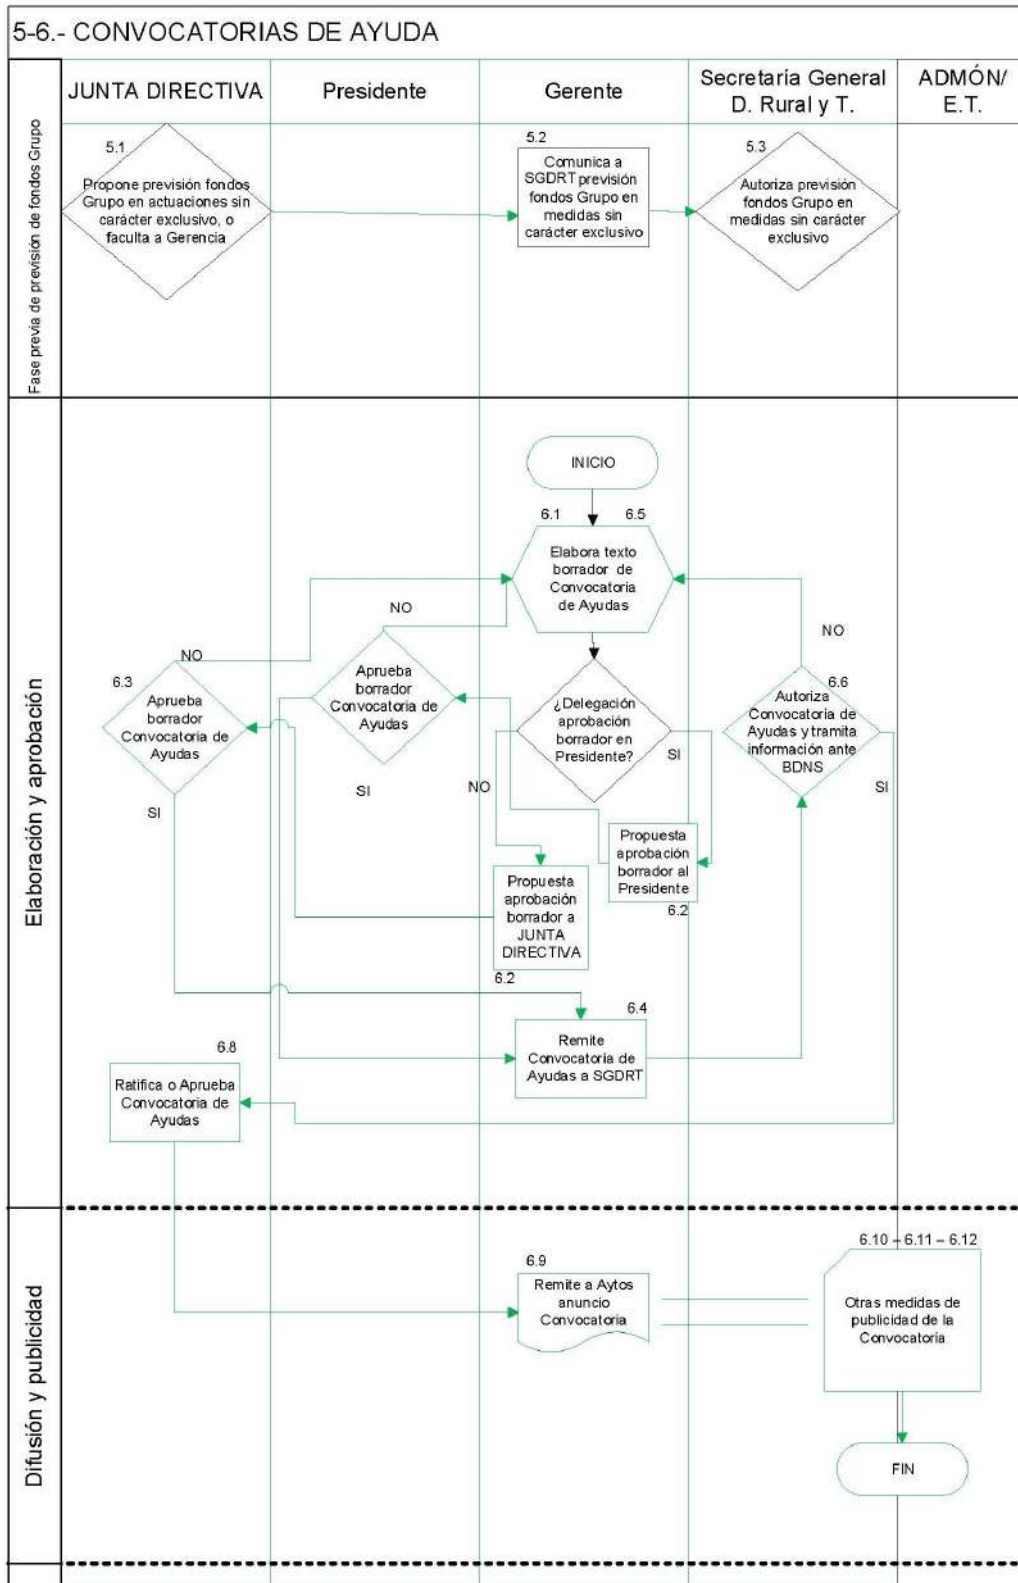 5-6.- CONVOCATORIAS DE AYUDA
JUNTA DIRECTIVA
Presidente
Gerente
Secretaría General
D. Rural y T.
ADMÓN/
E.T.
Fase previa de previsión de fondos Grupo
5.1
Propone previsión fondos
Grupo en actuaciones sin
carácter exclusivo, o
faculta a Gerencia
5.2
Comunica a
SGDRT previsión
fondos Grupo en
medidas sin
carácter exclusivo
5.3
Autoriza previsión
fondos Grupo en
medidas sin carácter
exclusivo
Elaboración y aprobación
INICIO
6.1
6.5
Elabora texto
borrador de
Convocatoria
de Ayudas
NO
NO
NO
6.3
Aprueba
borrador
Convocatoria de
Ayudas
SI
Aprueba
borrador
Convocatoria de
Ayudas
SI
¿Delegación
aprobación
borrador en
Presidente?
SI
NO
6.6
Autoriza
Convocatoria de
Ayudas y tramita
información ante
BDNS
SI
Propuesta
aprobación
borrador al
Presidente
6.2
Propuesta
aprobación
borrador a
JUNTA
DIRECTIVA
6.2
6.4
Remite
Convocatoria de
Ayudas a SGDRT
6.8
Ratifica o Aprueba
Convocatoria de
Ayudas
Difusión y publicidad
6.9
Remite a Aytos
anuncio
Convocatoria
6.10 – 6.11 – 6.12
Otras medidas de
publicidad de la
Convocatoria
FIN